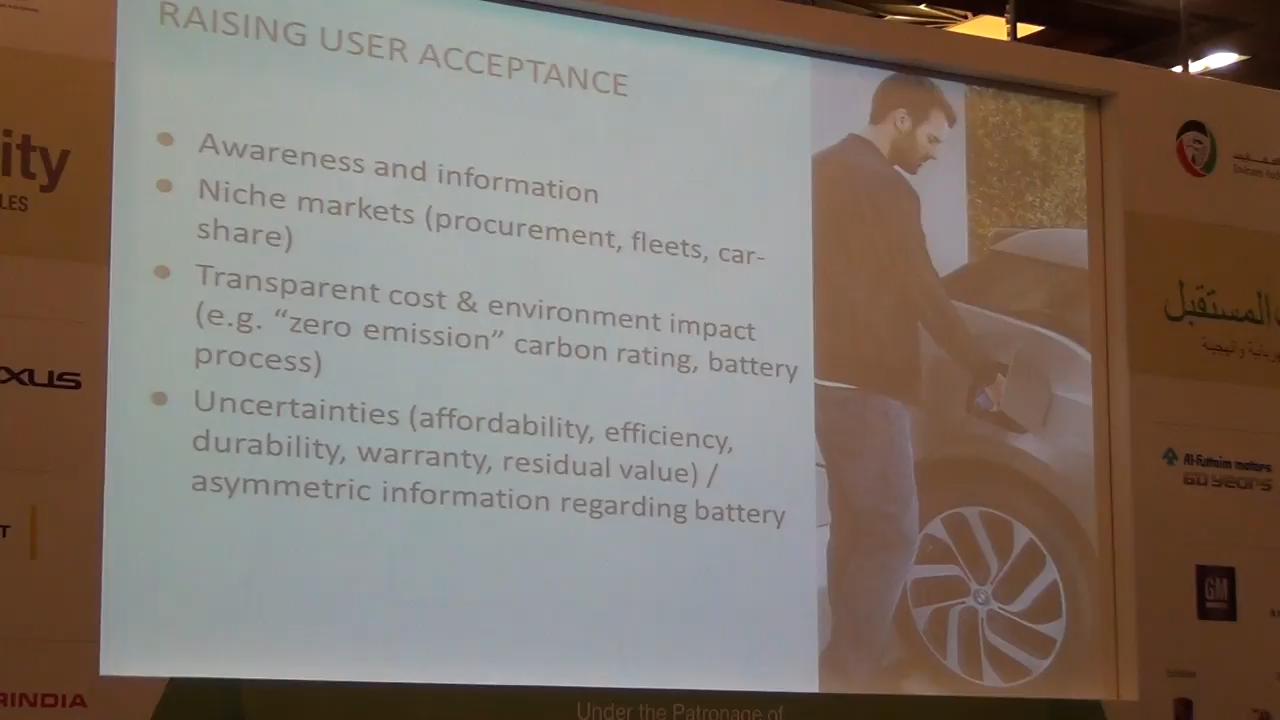 RAISING USER ACCEPTANCE
• Awareness and information
• Niche markets (procurement, fleets, car-
share)
• Transparent cost & environment impact
(e.g. “zero emission” carbon rating, battery
process)
• Uncertainties (affordability, efficiency,
durability, warranty, residual value) /
asymmetric information regarding battery
ity
LES
XUS
T
RINDIA
Under the Patronage of
المستقبل
Al-Futtaim motors
60 years
GM